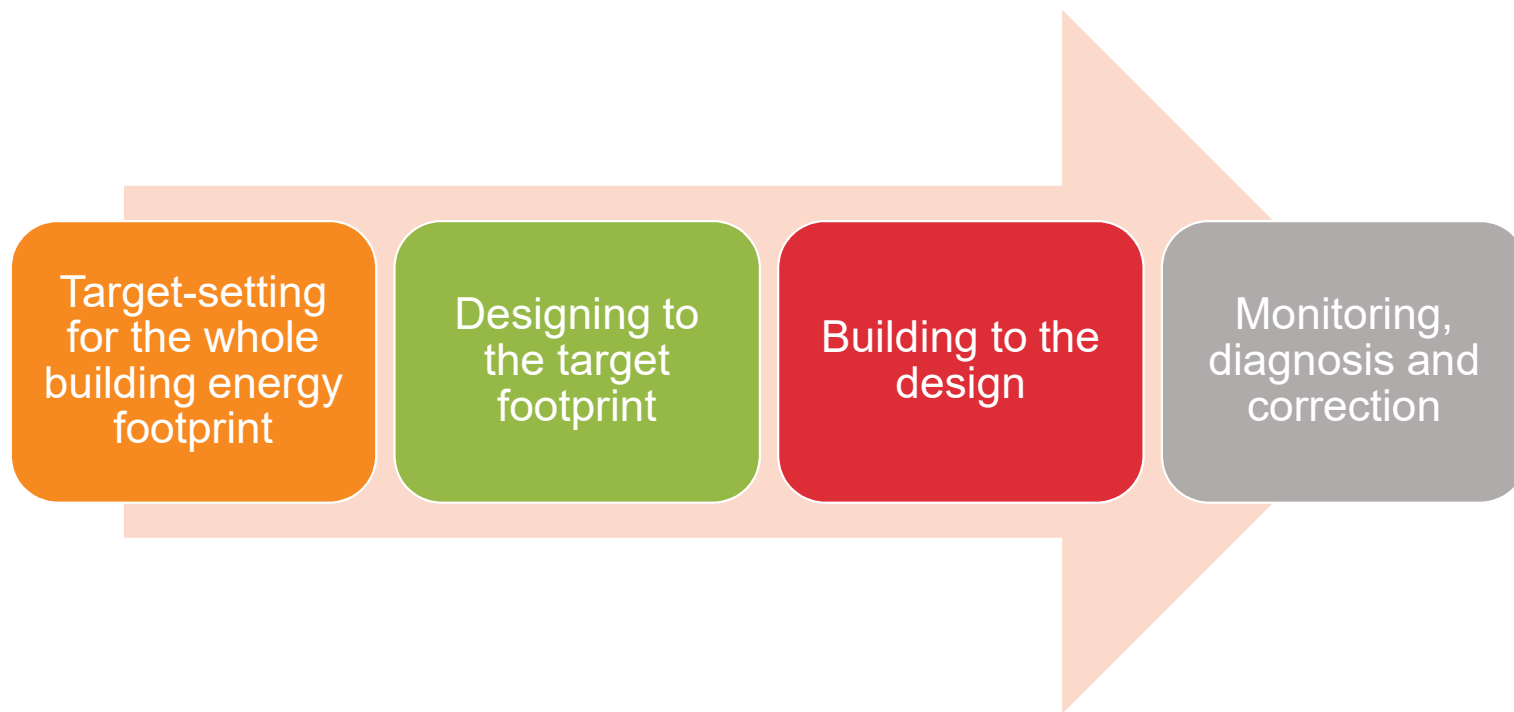 Target-setting
for the whole
building energy
footprint
Designing to
the target
footprint
Building to the
design
Monitoring,
diagnosis and
correction